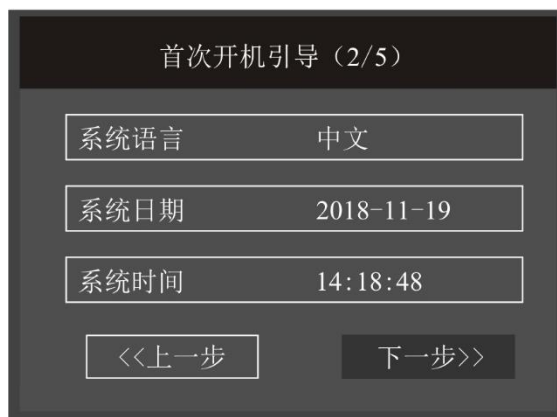 首次开机引导（2/5）
系统语言 中文
系统日期 2018-11-19
系统时间 14:18:48
<<上一步 下一步>>